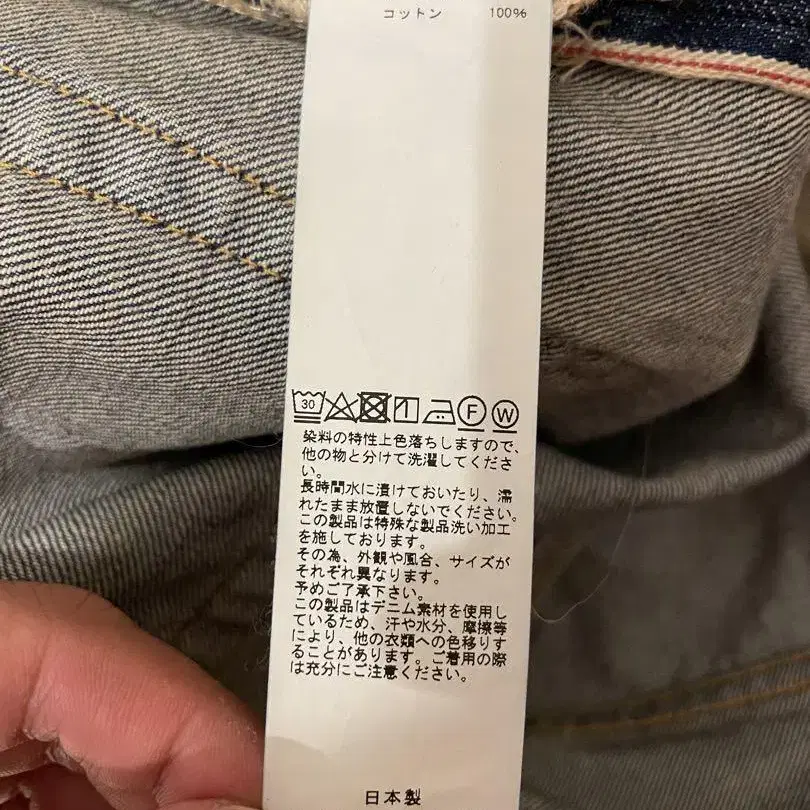 コットン 100%
30 F W
染料の特性上色落ちしますので、
他の物と分けて洗濯してくださ
い。
長時間水に漬けておいたり、濡
れたまま放置しないでください。
この製品は特殊な製品洗い加工
を施しております。
その為、外観や風合、サイズが
それぞれ異なります。
予めご了承下さい。
この製品はデニム素材を使用し
ているため、汗や水分、摩擦等
により、他の衣類への色移りす
ることがあります。ご着用の際
は充分にご注意ください。
日本製